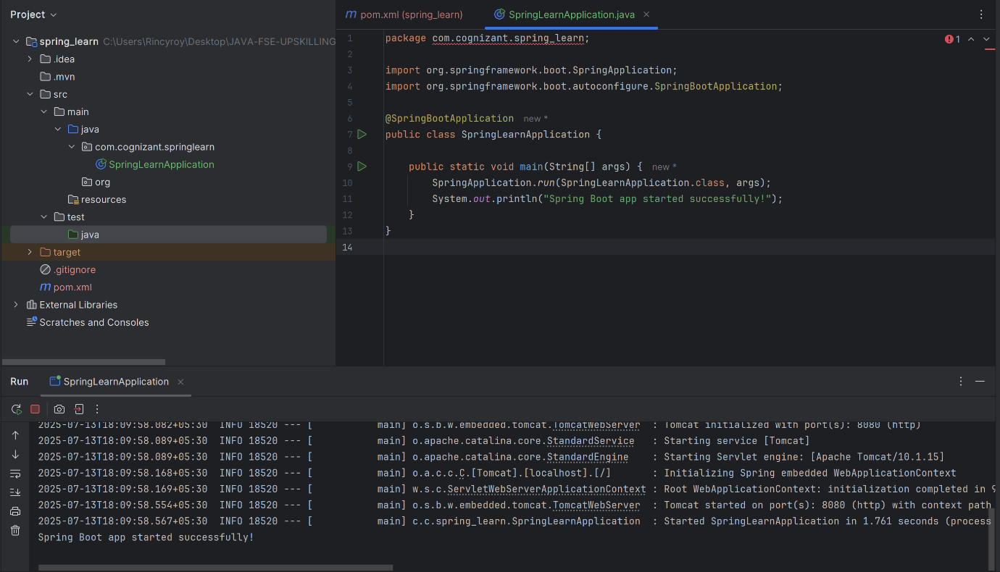 Project
spring_learn C:\Users\Rincyroy\Desktop\JAVA-FSE-UPSKILLING
.idea
.mvn
src
main
java
com.cognizant.springlearn
SpringLearnApplication
org
resources
test
java
target
.gitignore
pom.xml
External Libraries
Scratches and Consoles
pom.xml (spring_learn)
SpringLearnApplication.java
1
1 package com.cognizant.spring_learn;
2
3 import org.springframework.boot.SpringApplication;
4 import org.springframework.boot.autoconfigure.SpringBootApplication;
5
6 @SpringBootApplication new *
7 public class SpringLearnApplication {
8
9 public static void main(String[] args) { new *
10 SpringApplication.run(SpringLearnApplication.class, args);
11 System.out.println("Spring Boot app started successfully!");
12 }
13 }
14
Run SpringLearnApplication
2025-07-13T18:09:58.082+05:30 INFO 18520 --- [ main] o.s.b.w.embedded.tomcat.TomcatWebServer : Tomcat initialized with port(s): 8080 (http)
2025-07-13T18:09:58.089+05:30 INFO 18520 --- [ main] o.apache.catalina.core.StandardService : Starting service [Tomcat]
2025-07-13T18:09:58.089+05:30 INFO 18520 --- [ main] o.apache.catalina.core.StandardEngine : Starting Servlet engine: [Apache Tomcat/10.1.15]
2025-07-13T18:09:58.168+05:30 INFO 18520 --- [ main] o.a.c.c.C.[Tomcat].[localhost].[/] : Initializing Spring embedded WebApplicationContext
2025-07-13T18:09:58.169+05:30 INFO 18520 --- [ main] w.s.c.ServletWebServerApplicationContext : Root WebApplicationContext: initialization completed in 9
2025-07-13T18:09:58.554+05:30 INFO 18520 --- [ main] o.s.b.w.embedded.tomcat.TomcatWebServer : Tomcat started on port(s): 8080 (http) with context path
2025-07-13T18:09:58.567+05:30 INFO 18520 --- [ main] c.c.spring_learn.SpringLearnApplication : Started SpringLearnApplication in 1.761 seconds (process
Spring Boot app started successfully!